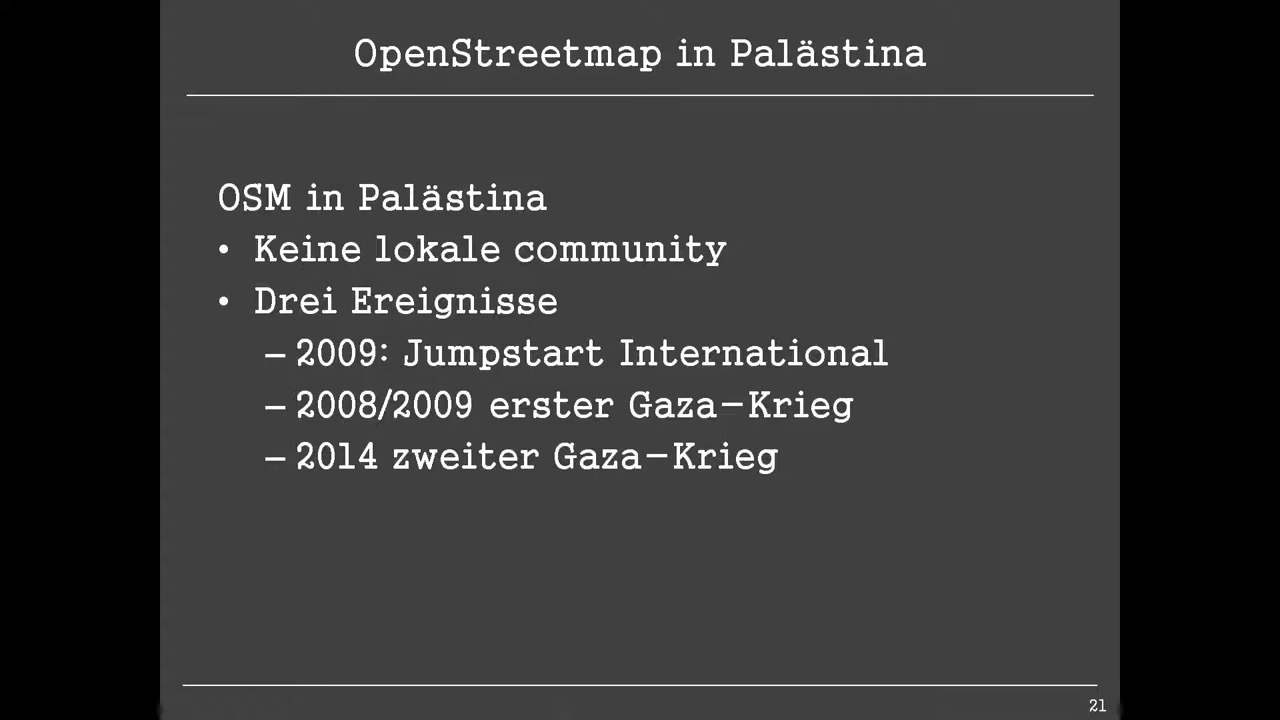 OpenStreetmap in Palästina
OSM in Palästina
• Keine lokale community
• Drei Ereignisse
– 2009: Jumpstart International
– 2008/2009 erster Gaza-Krieg
– 2014 zweiter Gaza-Krieg
21